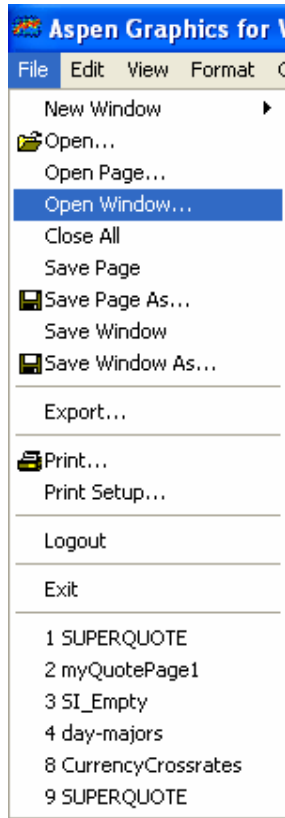 Aspen Graphics for
File Edit View Format
New Window
Open...
Open Page...
Open Window...
Close All
Save Page
Save Page As...
Save Window
Save Window As...
Export...
Print...
Print Setup...
Logout
Exit
1 SUPERQUOTE
2 myQuotePage1
3 SI_Empty
4 day-majors
8 CurrencyCrossrates
9 SUPERQUOTE